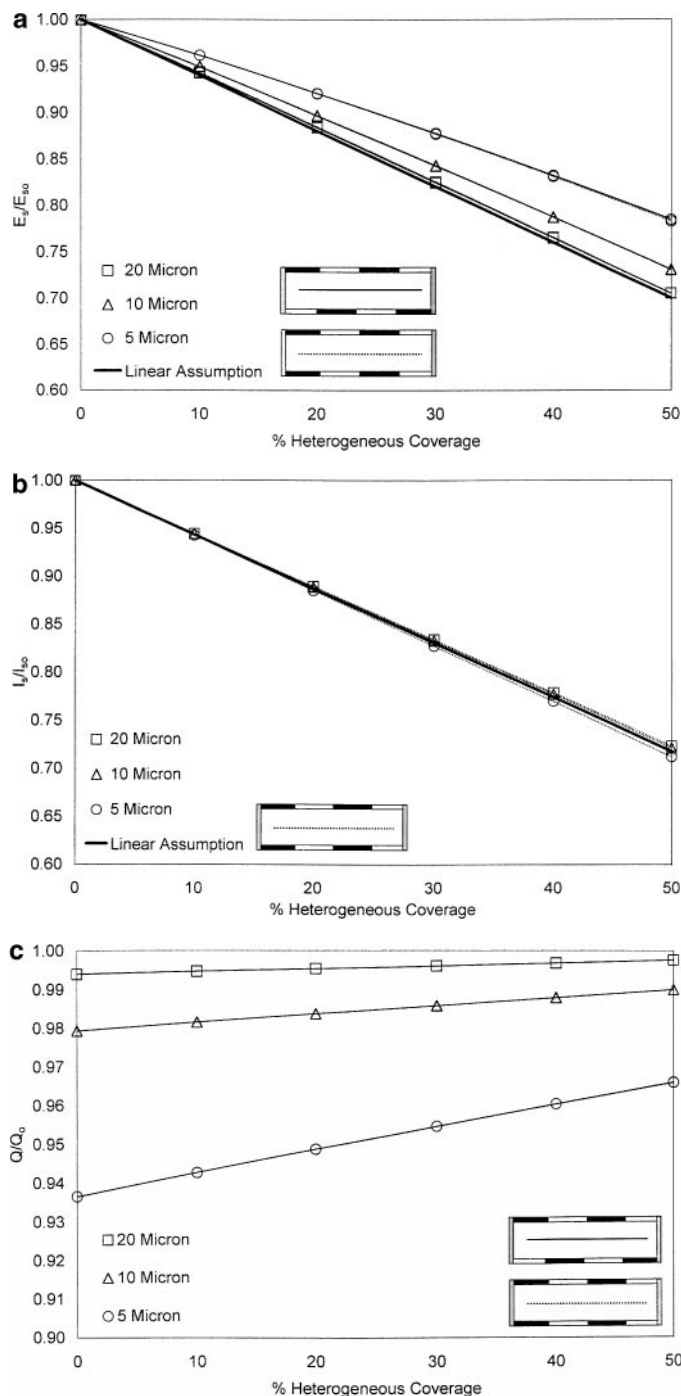 a
1.00
0.95
0.90
0.85
0.80
0.75
0.70
0.65
0.60
Es/Eso
20 Micron
10 Micron
5 Micron
Linear Assumption
0 10 20 30 40 50
% Heterogeneous Coverage
b
1.00
0.95
0.90
0.85
0.80
0.75
0.70
0.65
0.60
Is/Iso
20 Micron
10 Micron
5 Micron
Linear Assumption
0 10 20 30 40 50
% Heterogeneous Coverage
c
1.00
0.99
0.98
0.97
0.96
0.95
0.94
0.93
0.92
0.91
0.90
Q/Qo
20 Micron
10 Micron
5 Micron
0 10 20 30 40 50
% Heterogeneous Coverage